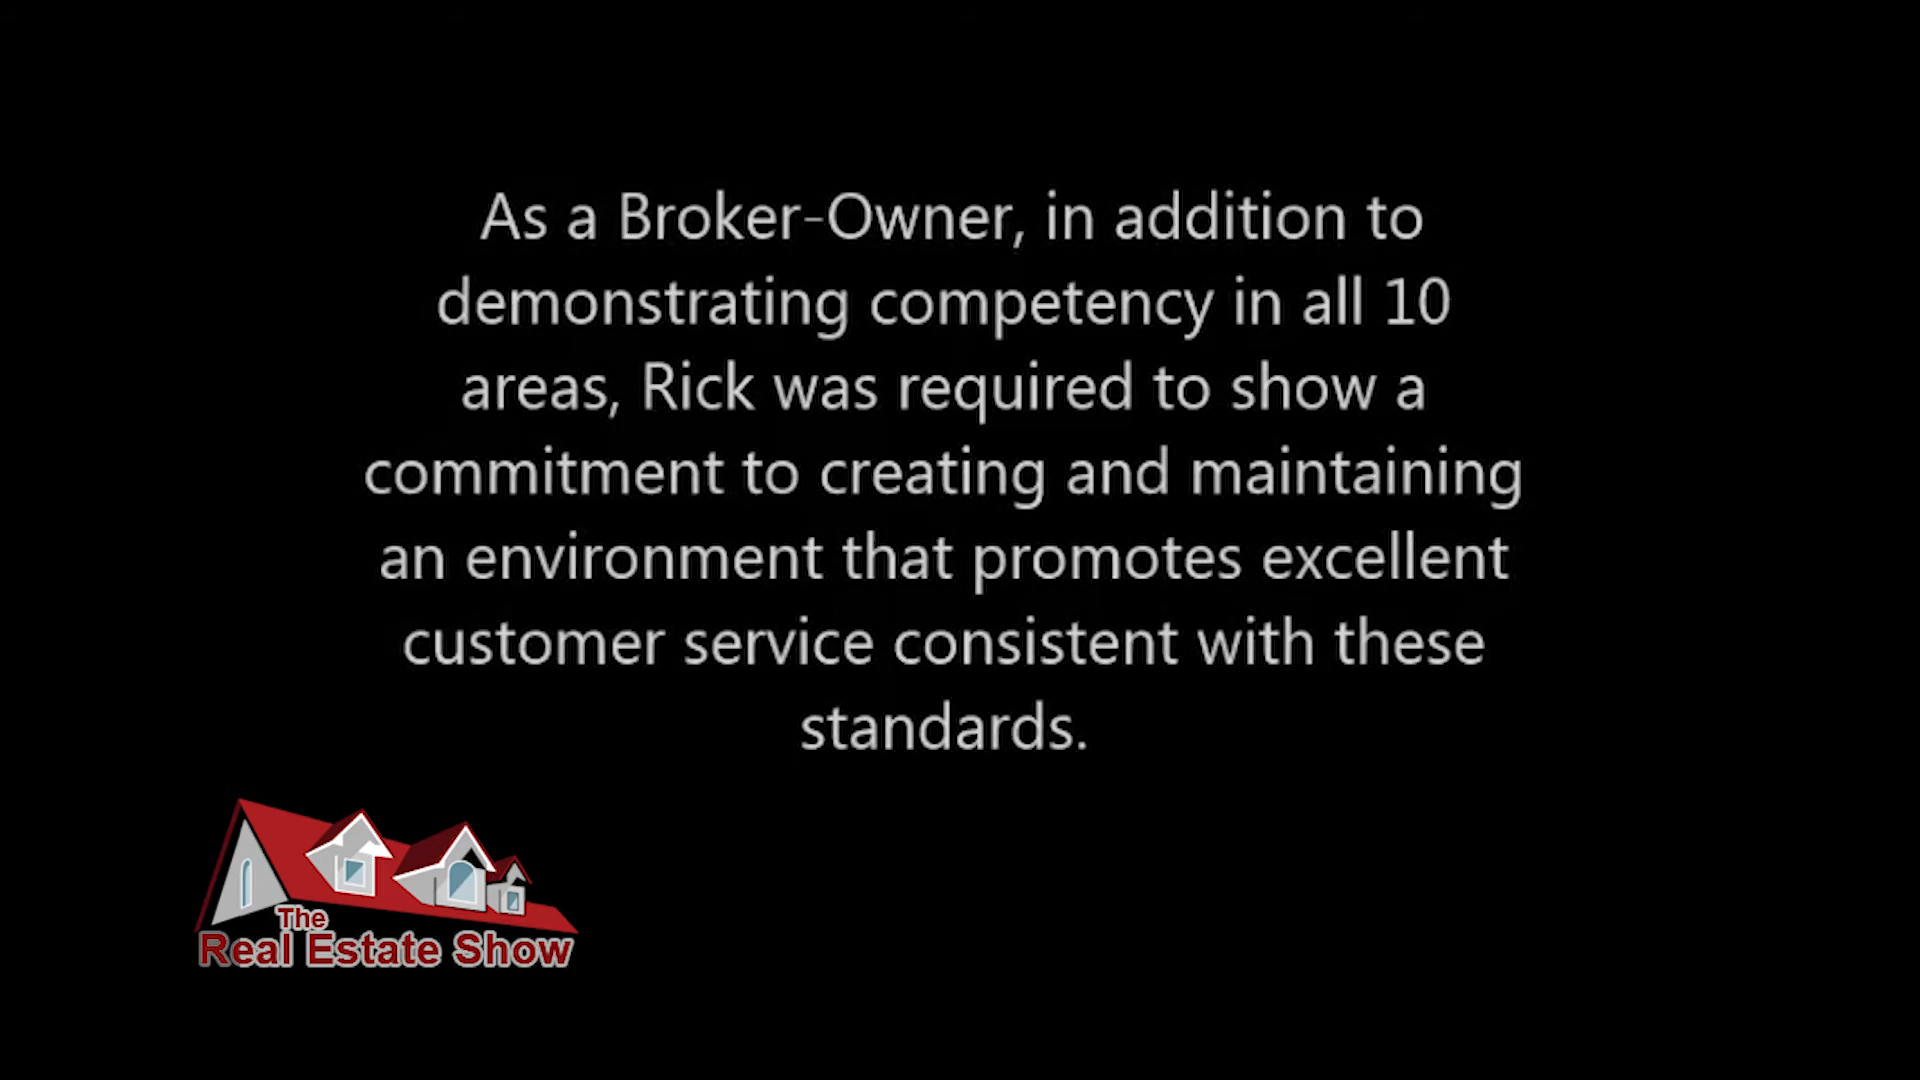 As a Broker-Owner, in addition to
demonstrating competency in all 10
areas, Rick was required to show a
commitment to creating and maintaining
an environment that promotes excellent
customer service consistent with these
standards.
The
Real Estate Show